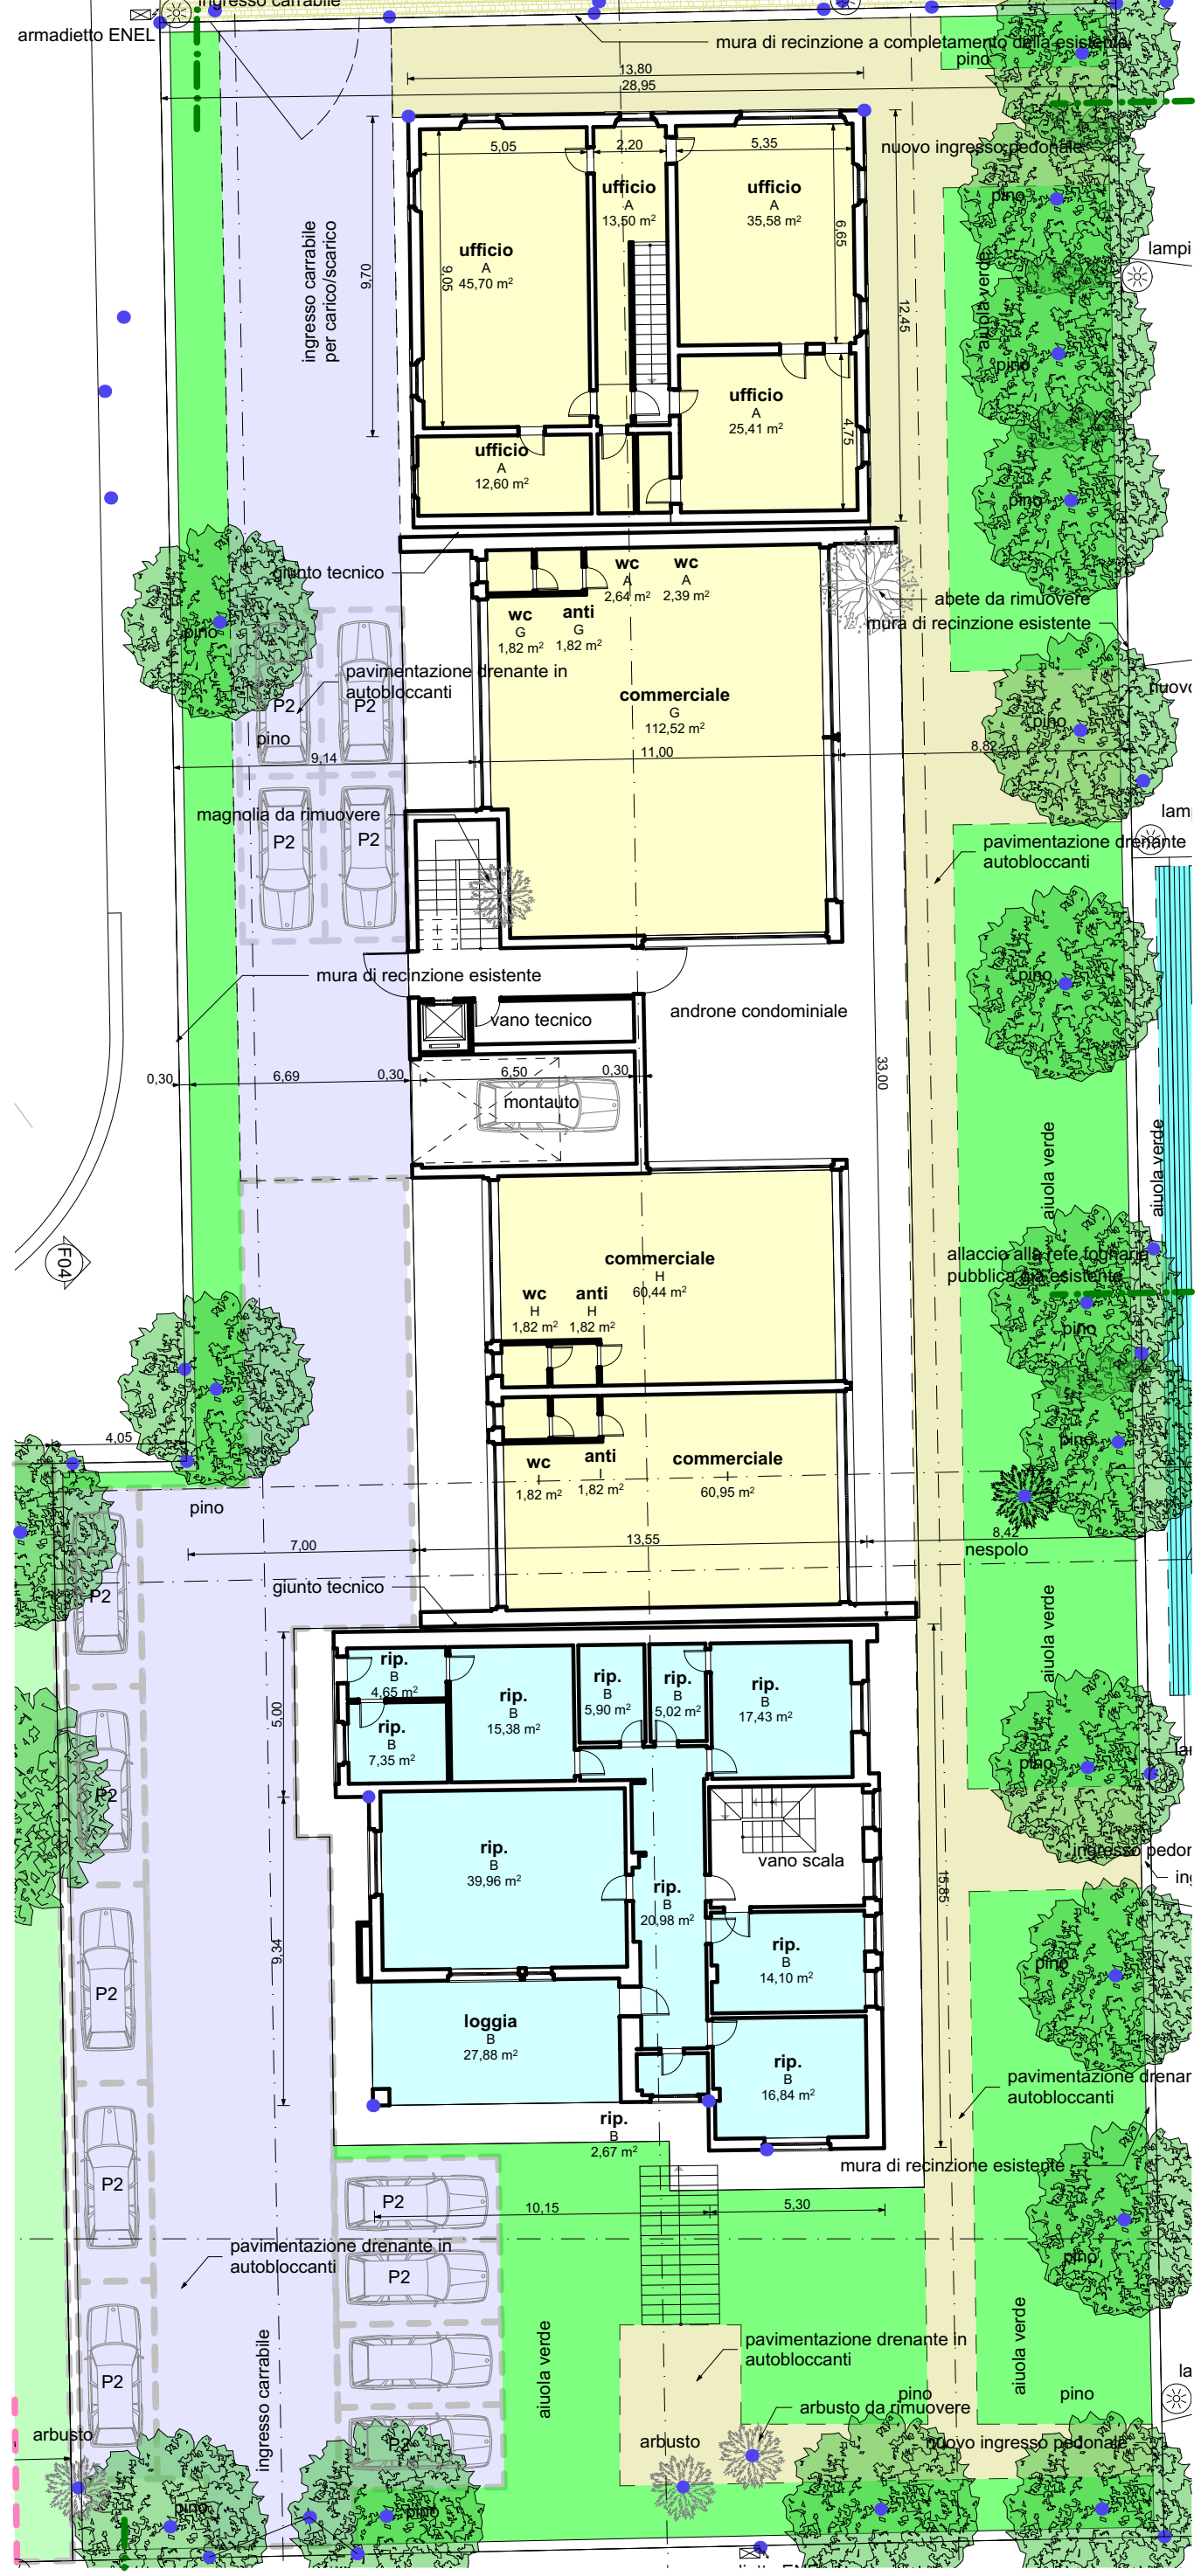 ingresso carrabile
armadietto ENEL
mura di recinzione a completamento della esistente
pino
13,80
28,95
nuovo ingresso pedonale
5,05
2,20
5,35
ufficio
A
13,50 m²
ufficio
A
35,58 m²
pino
6,65
ingresso carrabile
per carico/scarico
9,70
ufficio
A
45,70 m²
9,05
aiuola verde
lampi
12,45
pino
ufficio
A
25,41 m²
4,75
ufficio
A
12,60 m²
pino
giunto tecnico
wc
A
2,64 m²
wc
A
2,39 m²
abete da rimuovere
mura di recinzione esistente
wc
G
1,82 m²
anti
G
1,82 m²
pino
pavimentazione drenante in
autobloccanti
P2
P2
commerciale
G
112,52 m²
nuovo
pino
pino
9,14
11,00
8,82
magnolia da rimuovere
P2
P2
lam
pavimentazione drenante
autobloccanti
mura di recinzione esistente
pino
vano tecnico
androne condominiale
0,30
6,69
0,30
6,50
0,30
33,00
montauto
aiuola verde
aiuola verde
F04
commerciale
H
60,44 m²
allaccio alla rete fognaria
pubblica già esistente
wc
H
1,82 m²
anti
H
1,82 m²
pino
4,05
pino
wc
I
1,82 m²
anti
I
1,82 m²
commerciale
I
60,95 m²
pino
7,00
13,55
8,42
nespolo
giunto tecnico
P2
aiuola verde
rip.
B
4,65 m²
rip.
B
15,38 m²
rip.
B
5,90 m²
rip.
B
5,02 m²
rip.
B
17,43 m²
5,00
rip.
B
7,35 m²
la
pino
P2
rip.
B
39,96 m²
vano scala
ingresso pedon
rip.
B
20,98 m²
15,85
9,34
rip.
B
14,10 m²
pino
P2
loggia
B
27,88 m²
rip.
B
16,84 m²
pavimentazione drenan
autobloccanti
rip.
B
2,67 m²
mura di recinzione esistente
P2
P2
10,15
5,30
pavimentazione drenante in
autobloccanti
P2
pino
ingresso carrabile
aiuola verde
pavimentazione drenante in
autobloccanti
aiuola verde
P2
la
pino
pino
arbusto da rimuovere
arbusto
P2
arbusto
nuovo ingresso pedonale
pino
pino